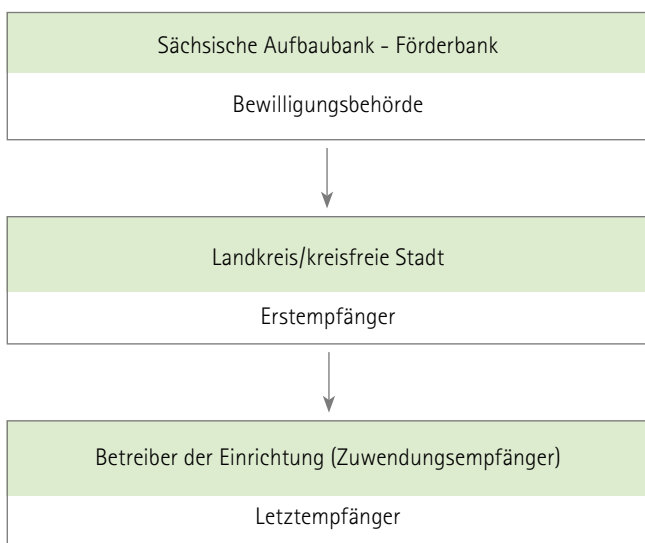 Sächsische Aufbaubank - Förderbank
Bewilligungsbehörde
Landkreis/kreisfreie Stadt
Erstempfänger
Betreiber der Einrichtung (Zuwendungsempfänger)
Letztempfänger